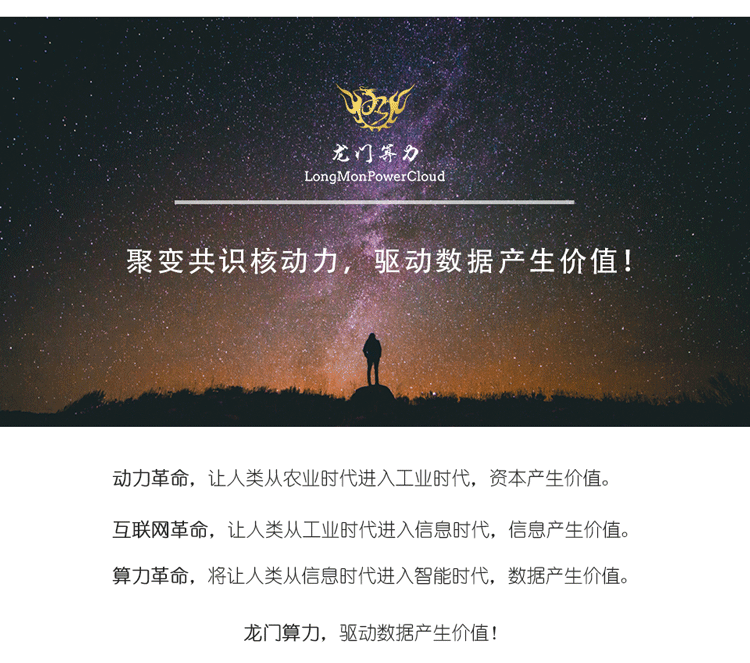 龙门算力
LongMonPowerCloud
聚变共识核动力，驱动数据产生价值！
动力革命，让人类从农业时代进入工业时代，资本产生价值。
互联网革命，让人类从工业时代进入信息时代，信息产生价值。
算力革命，将让人类从信息时代进入智能时代，数据产生价值。
龙门算力，驱动数据产生价值！